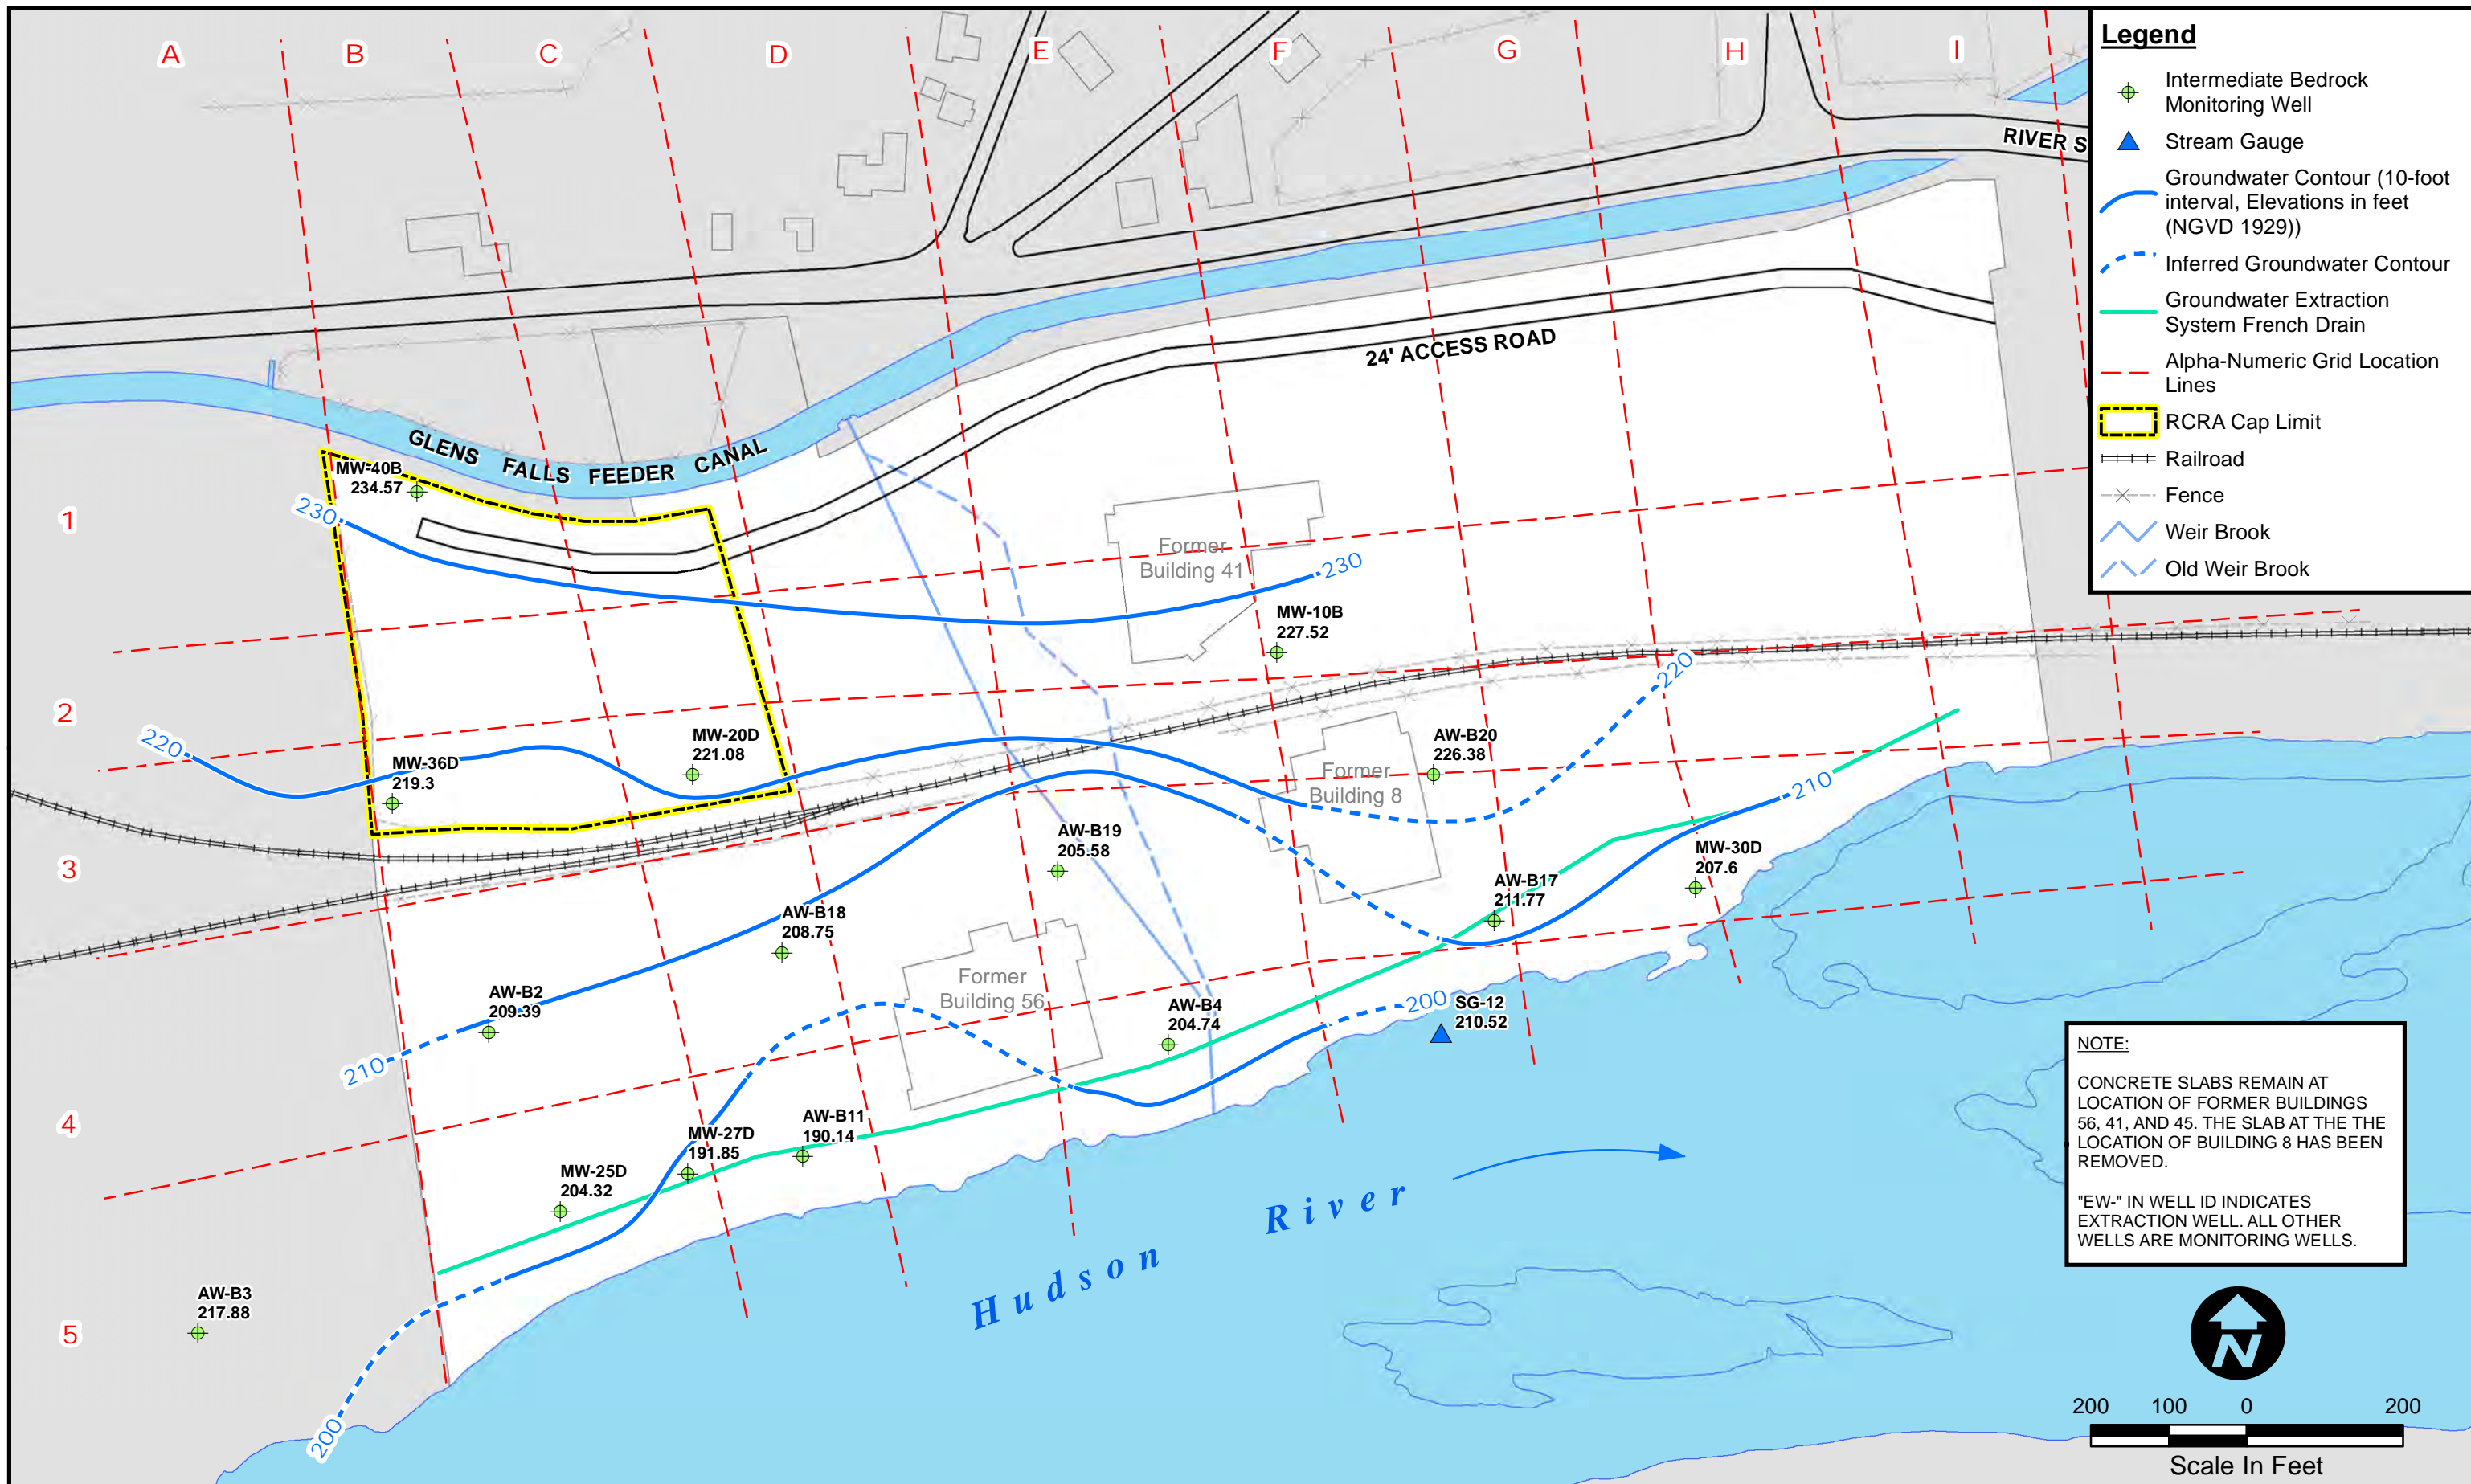 A B C D E F G H I
Legend
Intermediate Bedrock
Monitoring Well
Stream Gauge
Groundwater Contour (10-foot
interval, Elevations in feet
(NGVD 1929))
Inferred Groundwater Contour
Groundwater Extraction
System French Drain
Alpha-Numeric Grid Location
Lines
RCRA Cap Limit
Railroad
Fence
Weir Brook
Old Weir Brook
RIVER S
24' ACCESS ROAD
GLENS FALLS FEEDER CANAL
MW-40B
234.57
230
1
Former
Building 41
230
MW-10B
227.52
220
2
220
MW-36D
219.3
MW-20D
221.08
AW-B20
226.38
Former
Building 8
210
3
AW-B19
205.58
MW-30D
207.6
AW-B17
211.77
AW-B18
208.75
AW-B2
209.39
Former
Building 56
AW-B4
204.74
200
SG-12
210.52
210
4
AW-B11
190.14
MW-27D
191.85
MW-25D
204.32
Hudson River
AW-B3
217.88
5
200
NOTE:
CONCRETE SLABS REMAIN AT
LOCATION OF FORMER BUILDINGS
56, 41, AND 45. THE SLAB AT THE THE
LOCATION OF BUILDING 8 HAS BEEN
REMOVED.
"EW-" IN WELL ID INDICATES
EXTRACTION WELL. ALL OTHER
WELLS ARE MONITORING WELLS.
N
200 100 0 200
Scale In Feet